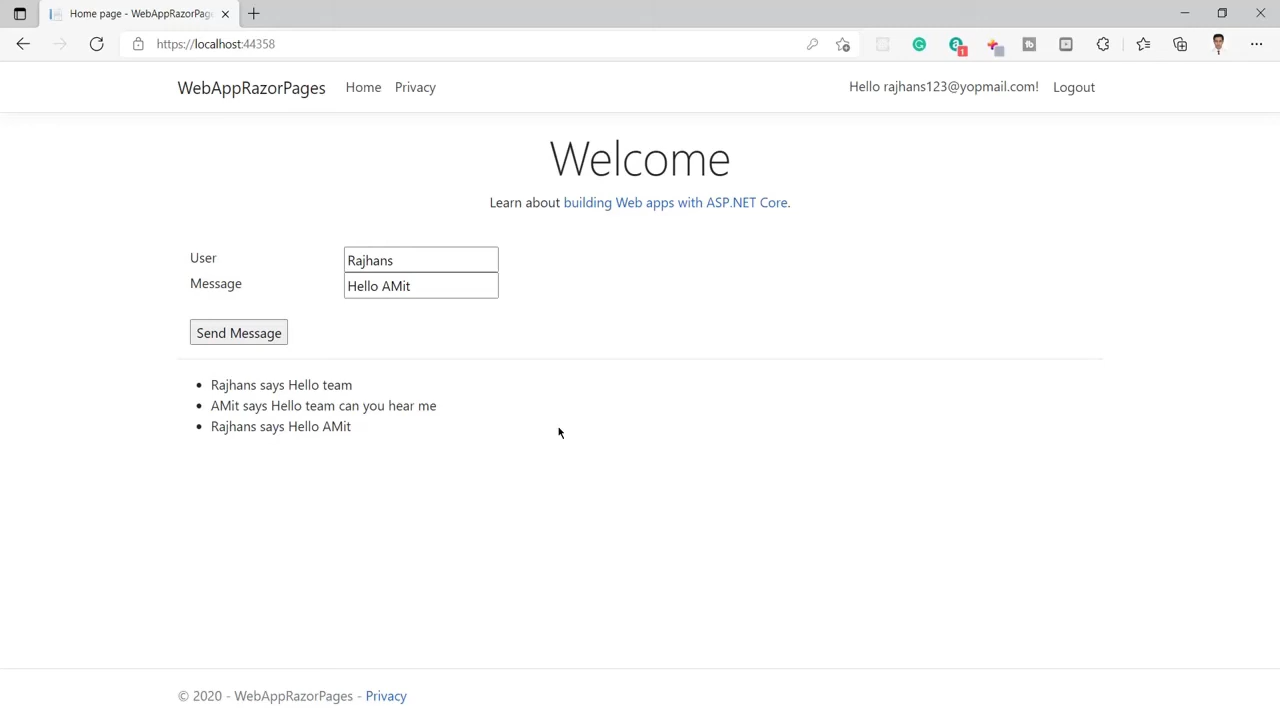 Home page - WebAppRazorPag
https://localhost:44358
WebAppRazorPages Home Privacy Hello rajhans123@yopmail.com! Logout
Welcome
Learn about building Web apps with ASP.NET Core.
User Rajhans
Message Hello AMit
Send Message
Rajhans says Hello team
AMit says Hello team can you hear me
Rajhans says Hello AMit
© 2020 - WebAppRazorPages - Privacy